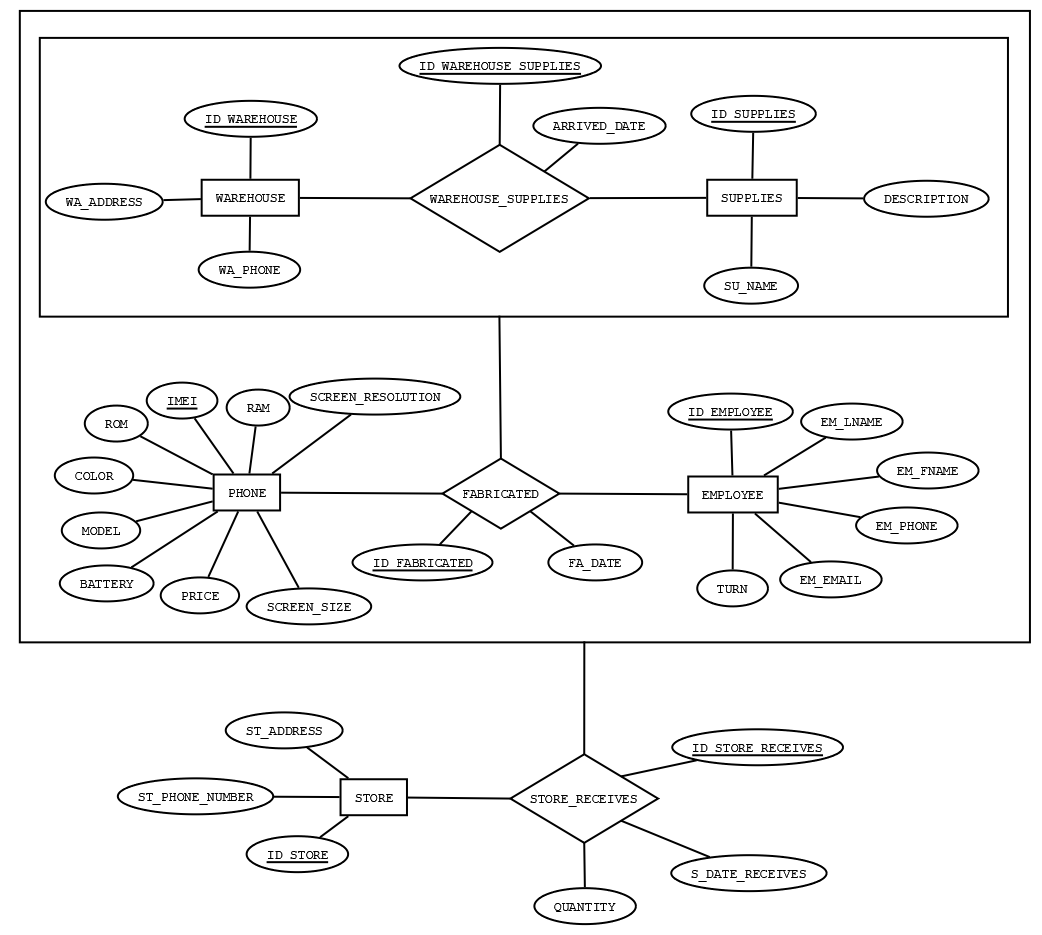 ID_WAREHOUSE_SUPPLIES
ID_WAREHOUSE
ARRIVED_DATE
ID_SUPPLIES
WA_ADDRESS
WAREHOUSE
WAREHOUSE_SUPPLIES
SUPPLIES
DESCRIPTION
WA_PHONE
SU_NAME
IMEI
RAM
SCREEN_RESOLUTION
ROM
ID_EMPLOYEE
EM_LNAME
COLOR
EM_FNAME
PHONE
FABRICATED
EMPLOYEE
MODEL
EM_PHONE
BATTERY
ID_FABRICATED
FA_DATE
PRICE
SCREEN_SIZE
TURN
EM_EMAIL
ST_ADDRESS
ID_STORE_RECEIVES
ST_PHONE_NUMBER
STORE
STORE_RECEIVES
ID_STORE
S_DATE_RECEIVES
QUANTITY